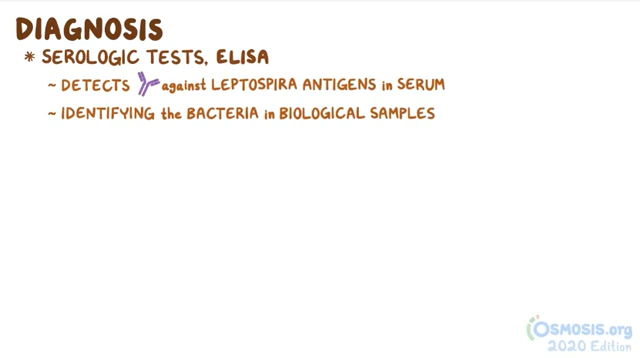 DIAGNOSIS
* SEROLOGIC TESTS, ELISA
~ DETECTS against LEPTOSPIRA ANTIGENS in SERUM
~ IDENTIFYING the BACTERIA in BIOLOGICAL SAMPLES
OSMOSIS.org
2020 Edition